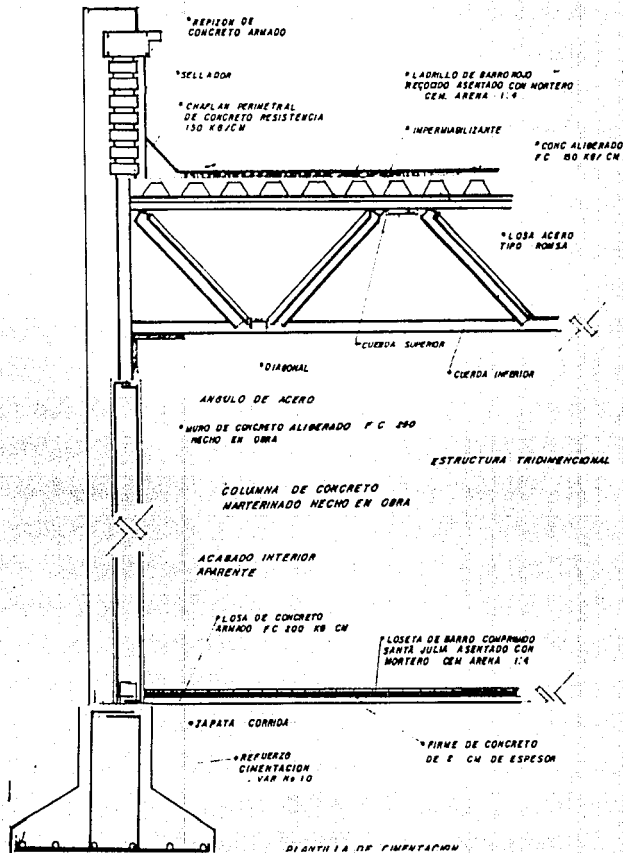 *REPIZON DE
CONCRETO ARMADO
*SELLADOR
*CHAFLAN PERIMETRAL
DE CONCRETO RESISTENCIA
150 KG/CM
*LADRILLO DE BARRO ROJO
RECOCIDO ASENTADO CON MORTERO
CEM. ARENA 1:4
*IMPERMIABILIZANTE
*CONC ALIGERADO
F C 150 KG/CM
*LOSA ACERO
TIPO ROMSA
CUERDA SUPERIOR
*DIAGONAL
*CUERDA INFERIOR
ANGULO DE ACERO
*MURO DE CONCRETO ALIGERADO F C 250
HECHO EN OBRA
ESTRUCTURA TRIDIMENCIONAL
COLUMNA DE CONCRETO
MARTERINADO HECHO EN OBRA
ACABADO INTERIOR
APARENTE
*LOSA DE CONCRETO
ARMADO F C 200 KG CM
*LOSETA DE BARRO COMPRIMIDO
SANTA JULIA ASENTADO CON
MORTERO CEM ARENA 1:4
*ZAPATA CORRIDA
*FIRME DE CONCRETO
DE 8 CM DE ESPESOR
*REFUERZO
CIMENTACION
VAR No 10
PLANTILLA DE CIMENTACION